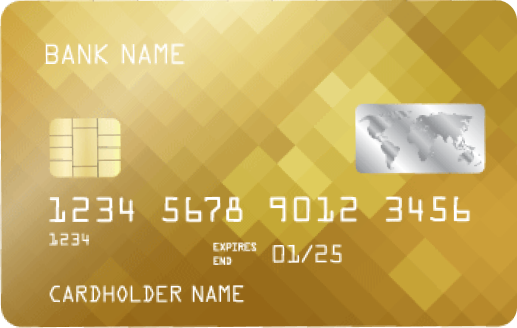 BANK NAME
1234 5678 9012 3456
1234
EXPIRES END 01/25
CARDHOLDER NAME